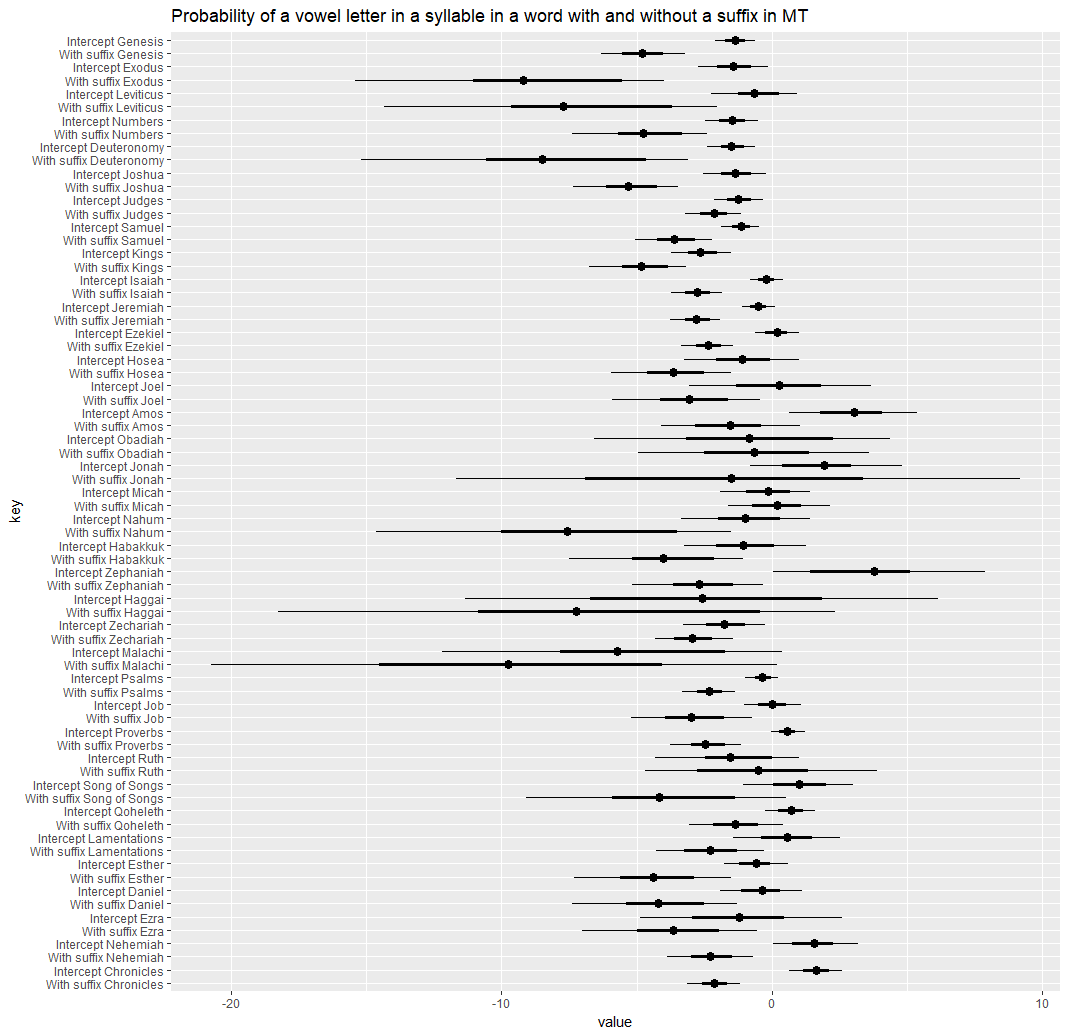 Probability of a vowel letter in a syllable in a word with and without a suffix in MT
Intercept Genesis
With suffix Genesis
Intercept Exodus
With suffix Exodus
Intercept Leviticus
With suffix Leviticus
Intercept Numbers
With suffix Numbers
Intercept Deuteronomy
With suffix Deuteronomy
Intercept Joshua
With suffix Joshua
Intercept Judges
With suffix Judges
Intercept Samuel
With suffix Samuel
Intercept Kings
With suffix Kings
Intercept Isaiah
With suffix Isaiah
Intercept Jeremiah
With suffix Jeremiah
Intercept Ezekiel
With suffix Ezekiel
Intercept Hosea
With suffix Hosea
Intercept Joel
With suffix Joel
Intercept Amos
With suffix Amos
Intercept Obadiah
With suffix Obadiah
Intercept Jonah
With suffix Jonah
Intercept Micah
With suffix Micah
Intercept Nahum
With suffix Nahum
Intercept Habakkuk
With suffix Habakkuk
Intercept Zephaniah
With suffix Zephaniah
Intercept Haggai
With suffix Haggai
Intercept Zechariah
With suffix Zechariah
Intercept Malachi
With suffix Malachi
Intercept Psalms
With suffix Psalms
Intercept Job
With suffix Job
Intercept Proverbs
With suffix Proverbs
Intercept Ruth
With suffix Ruth
Intercept Song of Songs
With suffix Song of Songs
Intercept Qoheleth
With suffix Qoheleth
Intercept Lamentations
With suffix Lamentations
Intercept Esther
With suffix Esther
Intercept Daniel
With suffix Daniel
Intercept Ezra
With suffix Ezra
Intercept Nehemiah
With suffix Nehemiah
Intercept Chronicles
With suffix Chronicles
key
-20 -10 0 10
value